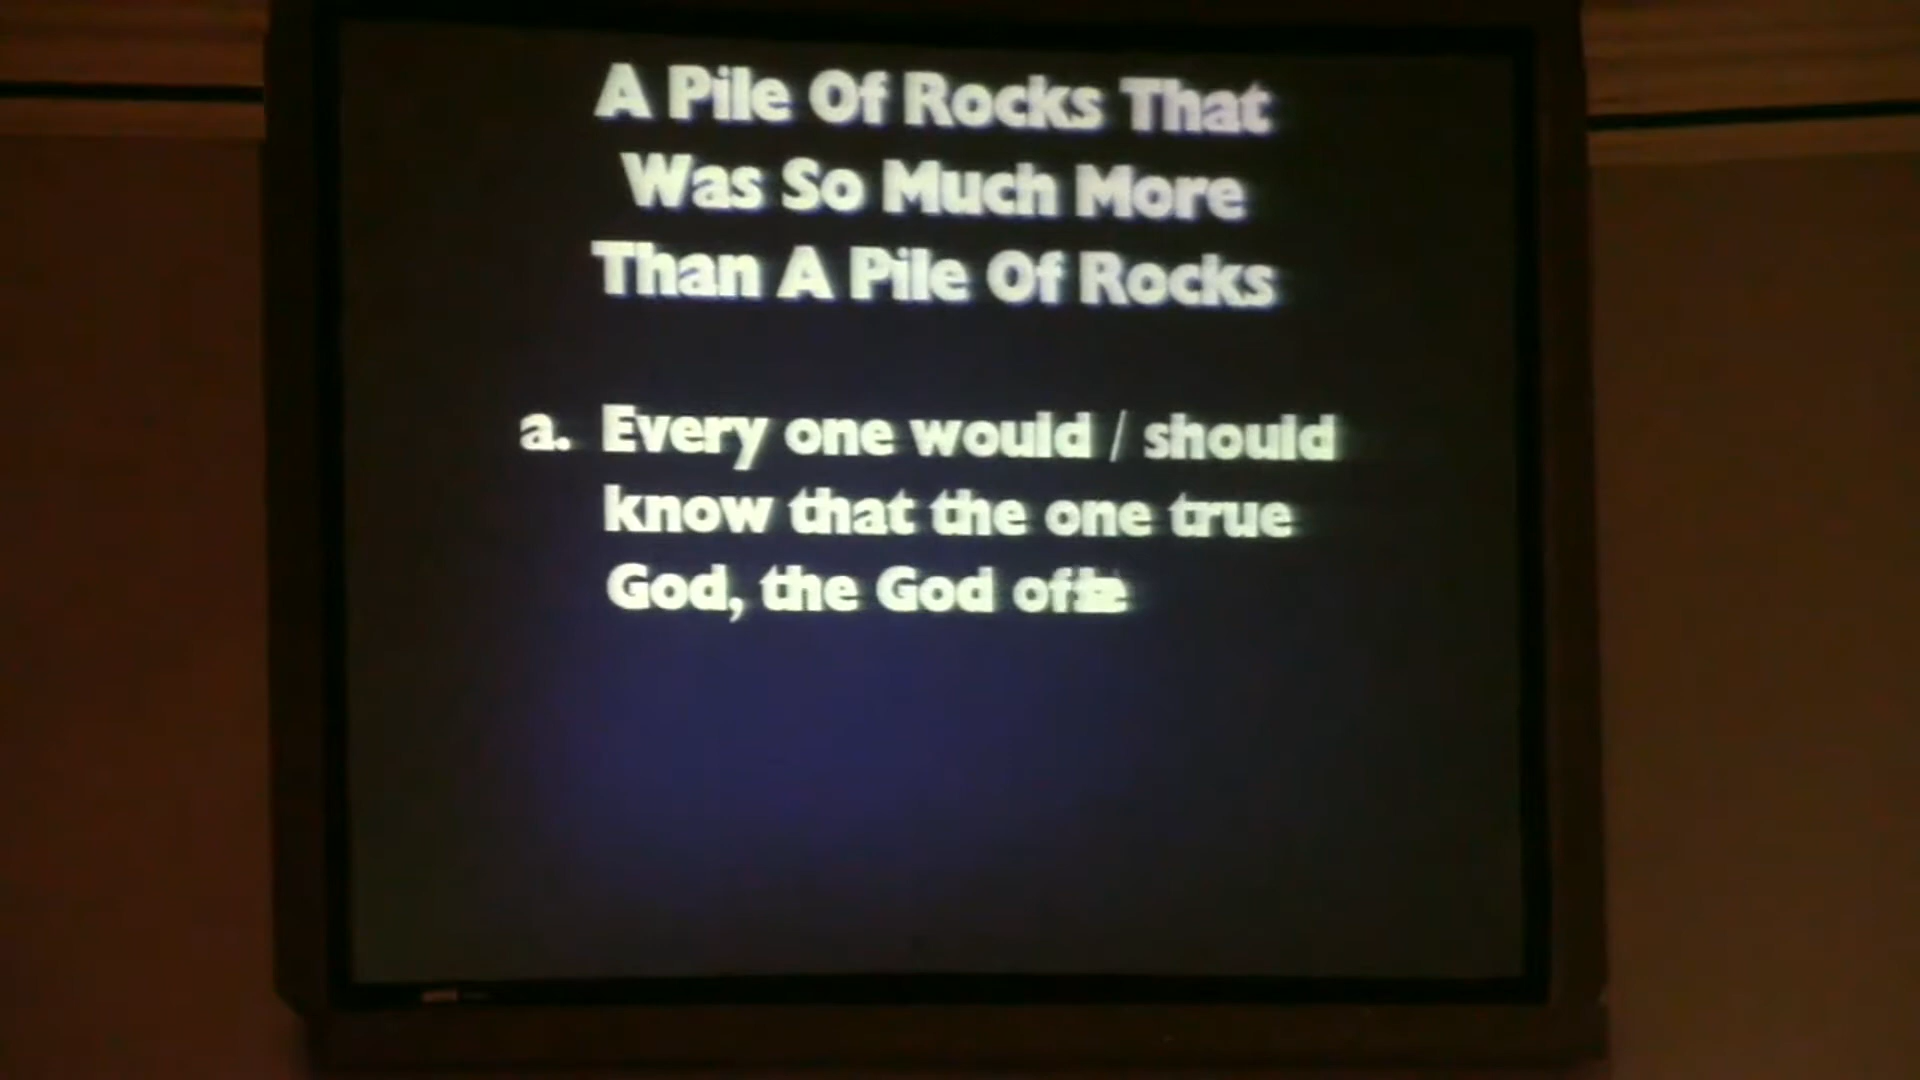 A Pile Of Rocks That
Was So Much More
Than A Pile Of Rocks
a. Every one would / should
know that the one true
God, the God of